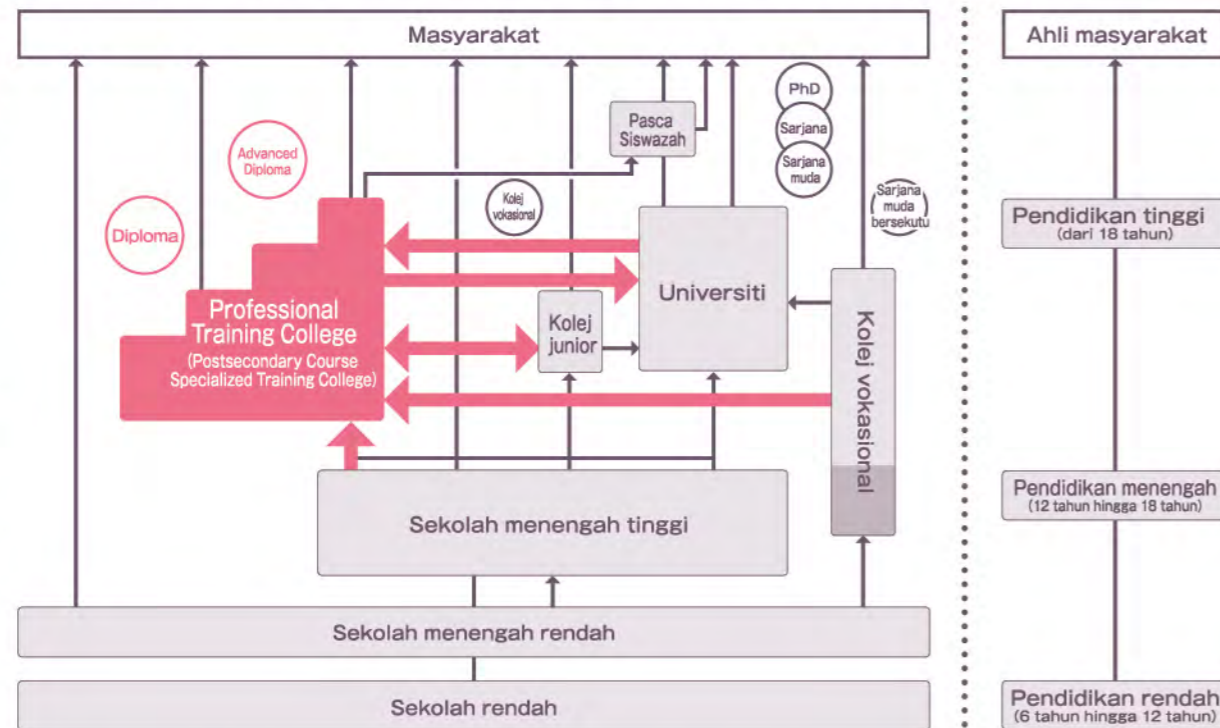 Masyarakat
Ahli masyarakat
PhD
Sarjana
Sarjana
muda
Pasca
Siswazah
Advanced
Diploma
Kolej
vokasional
Sarjana
muda
bersekutu
Diploma
Pendidikan tinggi
(dari 18 tahun)
Professional
Training College
(Postsecondary Course
Specialized Training College)
Kolej
junior
Universiti
Kolej vokasional
Sekolah menengah tinggi
Pendidikan menengah
(12 tahun hingga 18 tahun)
Sekolah menengah rendah
Sekolah rendah
Pendidikan rendah
(6 tahun hingga 12 tahun)